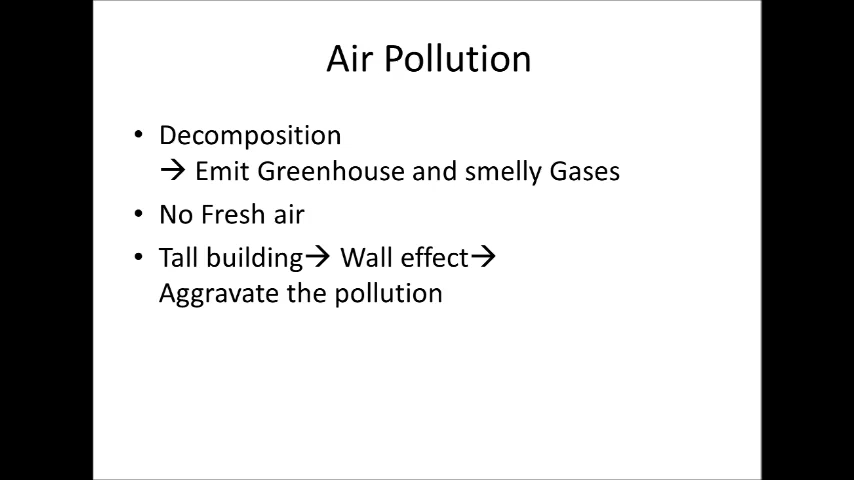 Air Pollution
• Decomposition
→ Emit Greenhouse and smelly Gases
• No Fresh air
• Tall building→ Wall effect→
Aggravate the pollution